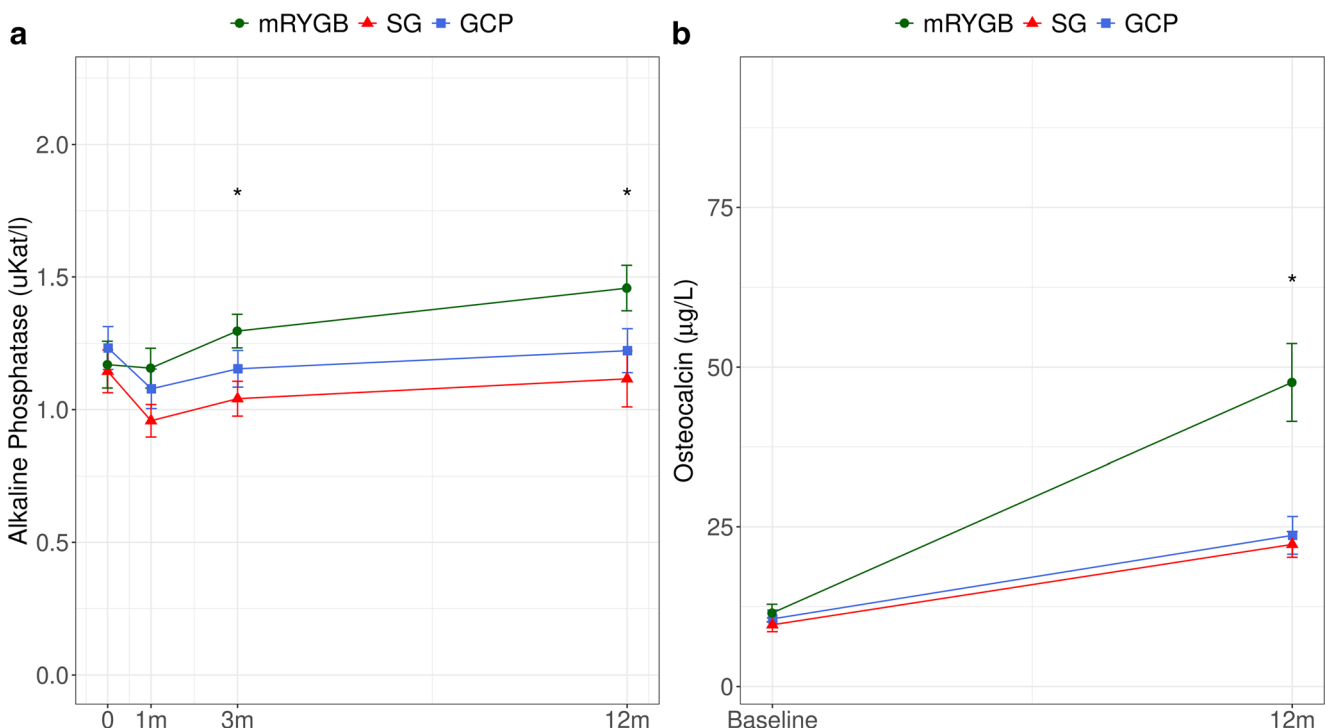 a
mRYGB SG GCP
Alkaline Phosphatase (uKat/l)
2.0
*
*
1.5
1.0
0.5
0.0
0 1m 3m 12m
b
mRYGB SG GCP
Osteocalcin (µg/L)
75
*
50
25
0
Baseline 12m